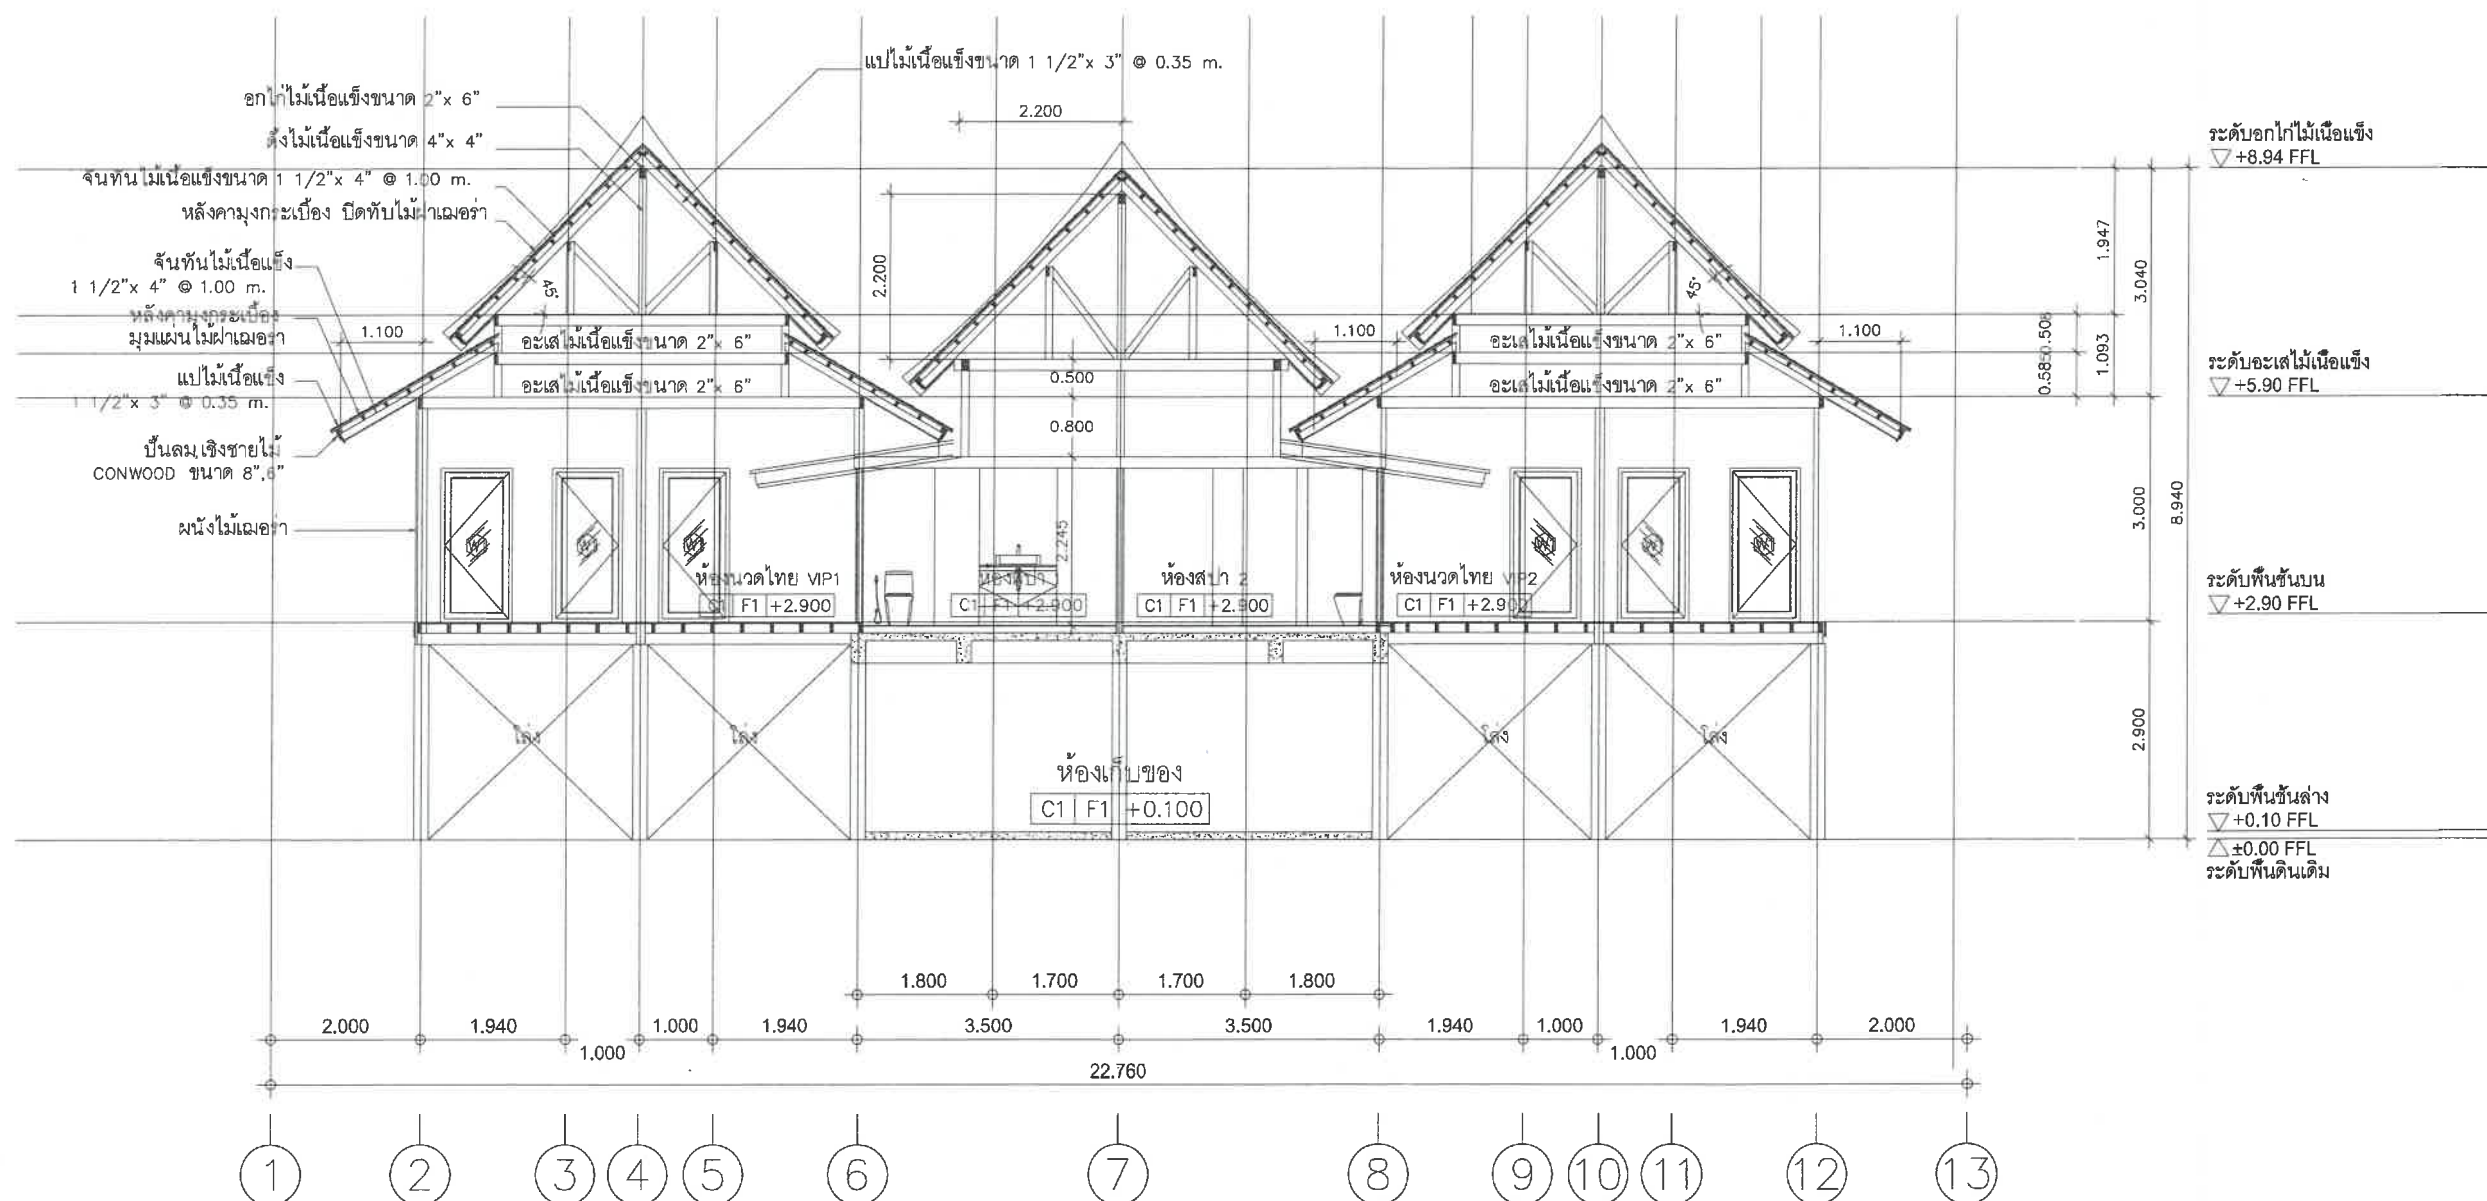 แปไม้เนื้อแข็งขนาด 1 1/2"x 3" @ 0.35 m.
อกไก่ไม้เนื้อแข็งขนาด 2"x 6"
ดั้งไม้เนื้อแข็งขนาด 4"x 4"
จันทันไม้เนื้อแข็งขนาด 1 1/2"x 4" @ 1.00 m.
หลังคามุงกระเบื้อง ปิดทับไม้ฝาเฌอร่า
จันทันไม้เนื้อแข็ง
1 1/2"x 4" @ 1.00 m.
หลังคามุงกระเบื้อง
มุมแผ่นไม้ฝาเฌอร่า
แปไม้เนื้อแข็ง
1 1/2"x 3" @ 0.35 m.
ปั้นลม,เชิงชายไม้
CONWOOD ขนาด 8",6"
ผนังไม้เฌอร่า
2.200
2.200
45°
45°
1.100
1.100
1.100
อะเสไม้เนื้อแข็งขนาด 2"x 6"
อะเสไม้เนื้อแข็งขนาด 2"x 6"
อะเสไม้เนื้อแข็งขนาด 2"x 6"
อะเสไม้เนื้อแข็งขนาด 2"x 6"
0.500
0.800
2.245
ห้องนวดไทย VIP1
C1 F1 +2.900
ห้องสปา 1
C1 F1 +2.900
ห้องสปา 2
C1 F1 +2.900
ห้องนวดไทย VIP2
C1 F1 +2.900
โล่ง
โล่ง
โล่ง
โล่ง
ห้องเก็บของ
C1 F1 +0.100
1.947
3.040
0.508
0.585
1.093
3.000
8.940
2.900
ระดับอกไก่ไม้เนื้อแข็ง
+8.94 FFL
ระดับอะเสไม้เนื้อแข็ง
+5.90 FFL
ระดับพื้นชั้นบน
+2.90 FFL
ระดับพื้นชั้นล่าง
+0.10 FFL
±0.00 FFL
ระดับพื้นดินเดิม
1.800 1.700 1.700 1.800
2.000 1.940 1.000 1.000 1.940 3.500 3.500 1.940 1.000 1.000 1.940 2.000
22.760
1 2 3 4 5 6 7 8 9 10 11 12 13